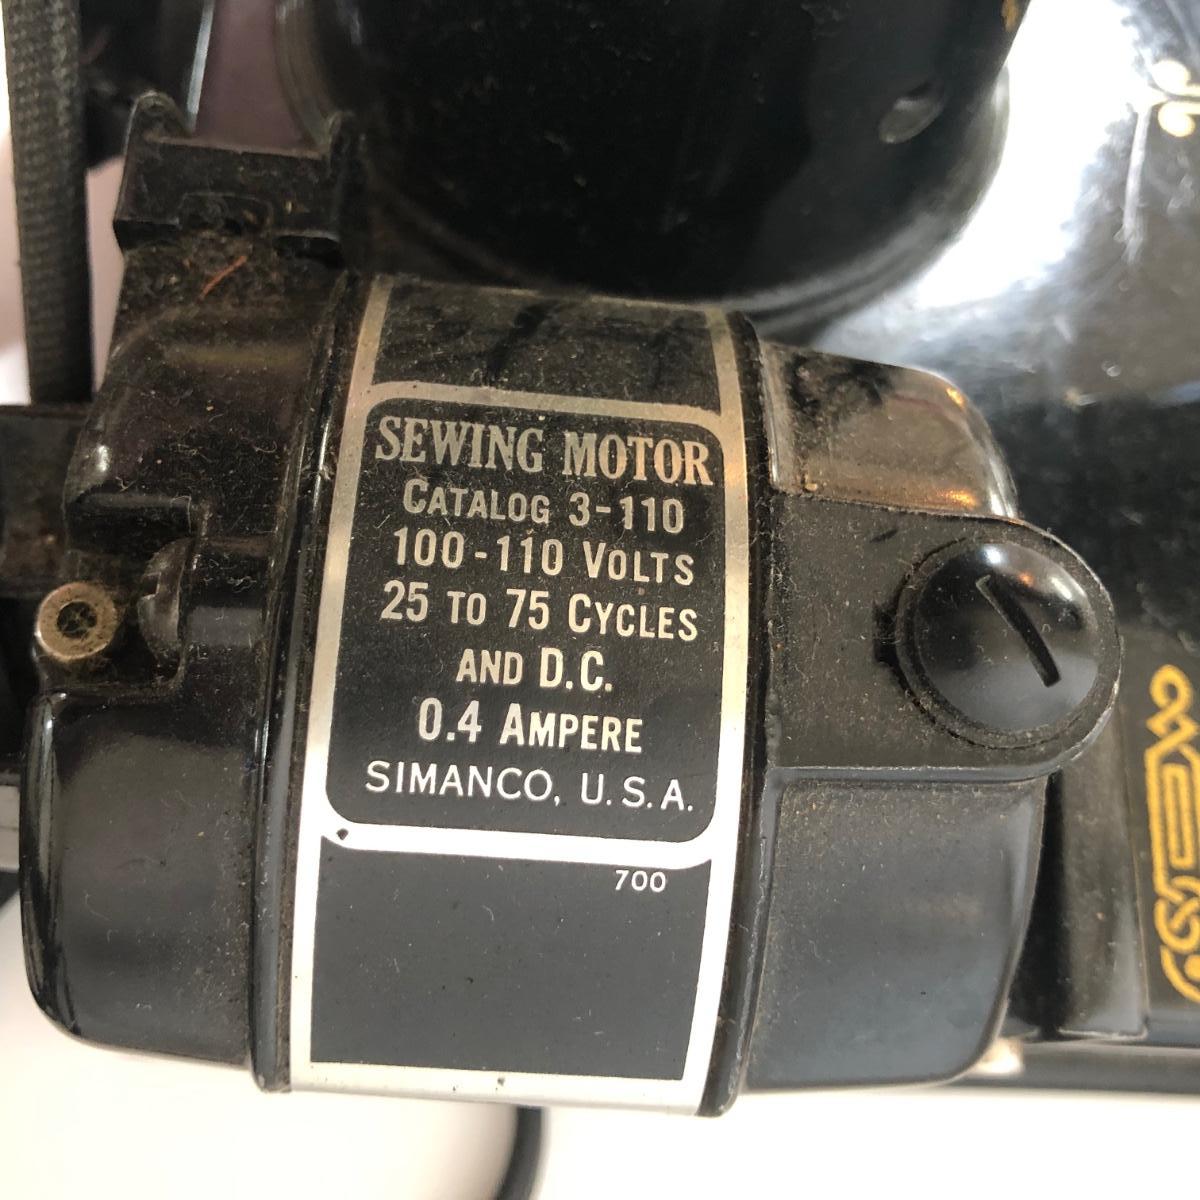 SEWING MOTOR
CATALOG 3-110
100-110 VOLTS
25 TO 75 CYCLES
AND D.C.
0.4 AMPERE
SIMANCO, U.S.A.
700